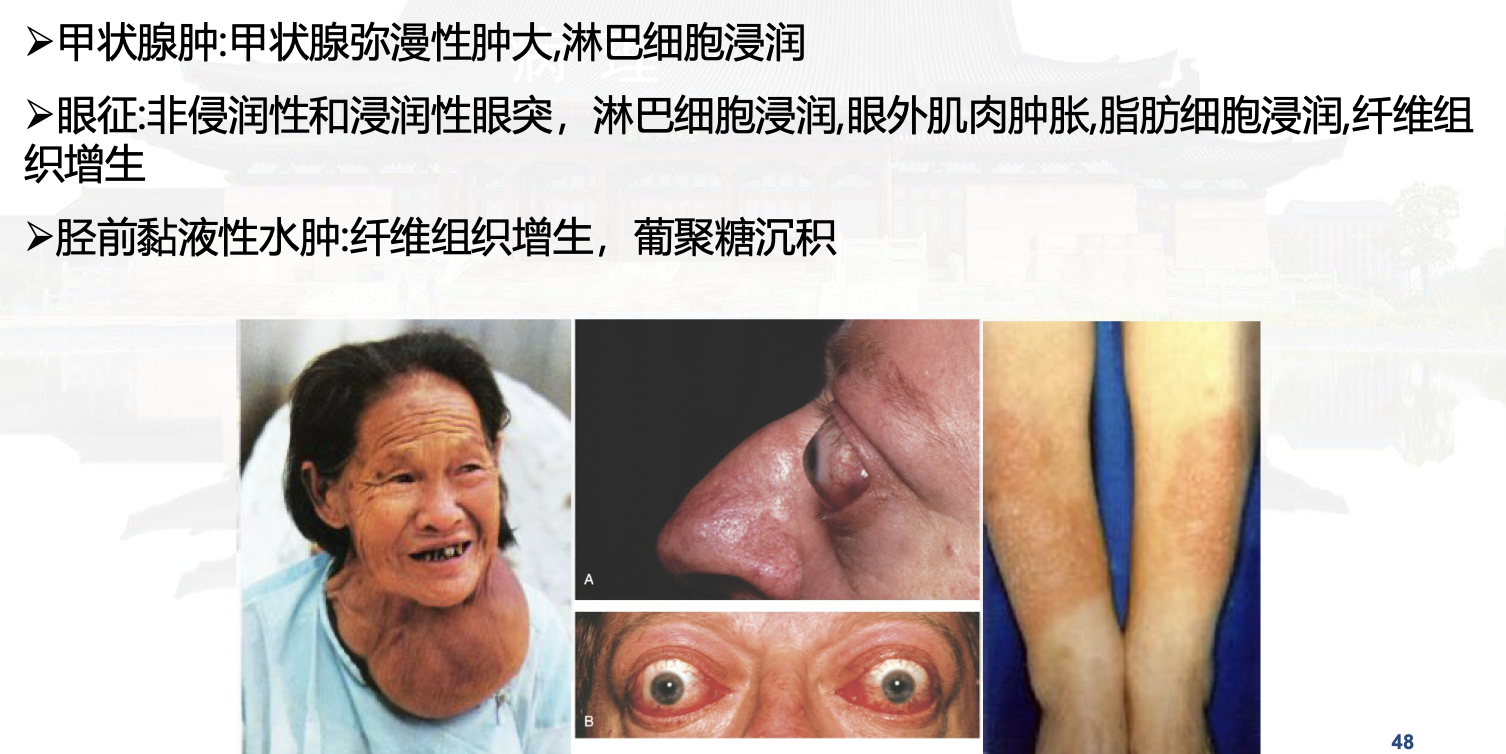 ➢甲状腺肿:甲状腺弥漫性肿大,淋巴细胞浸润
➢眼征:非侵润性和浸润性眼突，淋巴细胞浸润,眼外肌肉肿胀,脂肪细胞浸润,纤维组
织增生
➢胫前黏液性水肿:纤维组织增生，葡聚糖沉积
病理
A
B
48